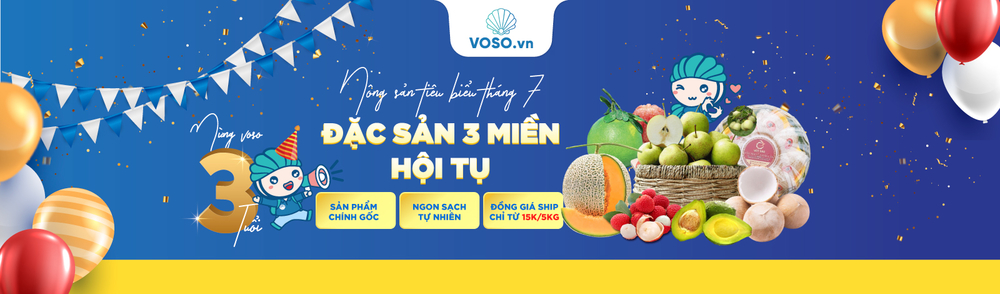 VOSO.vn
Nông sản tiêu biểu tháng 7
ĐẶC SẢN 3 MIỀN
HỘI TỤ
Mừng voso
3
Tuổi
SẢN PHẨM
CHÍNH GỐC
NGON SẠCH
TỰ NHIÊN
ĐỒNG GIÁ SHIP
CHỈ TỪ 15K/5KG